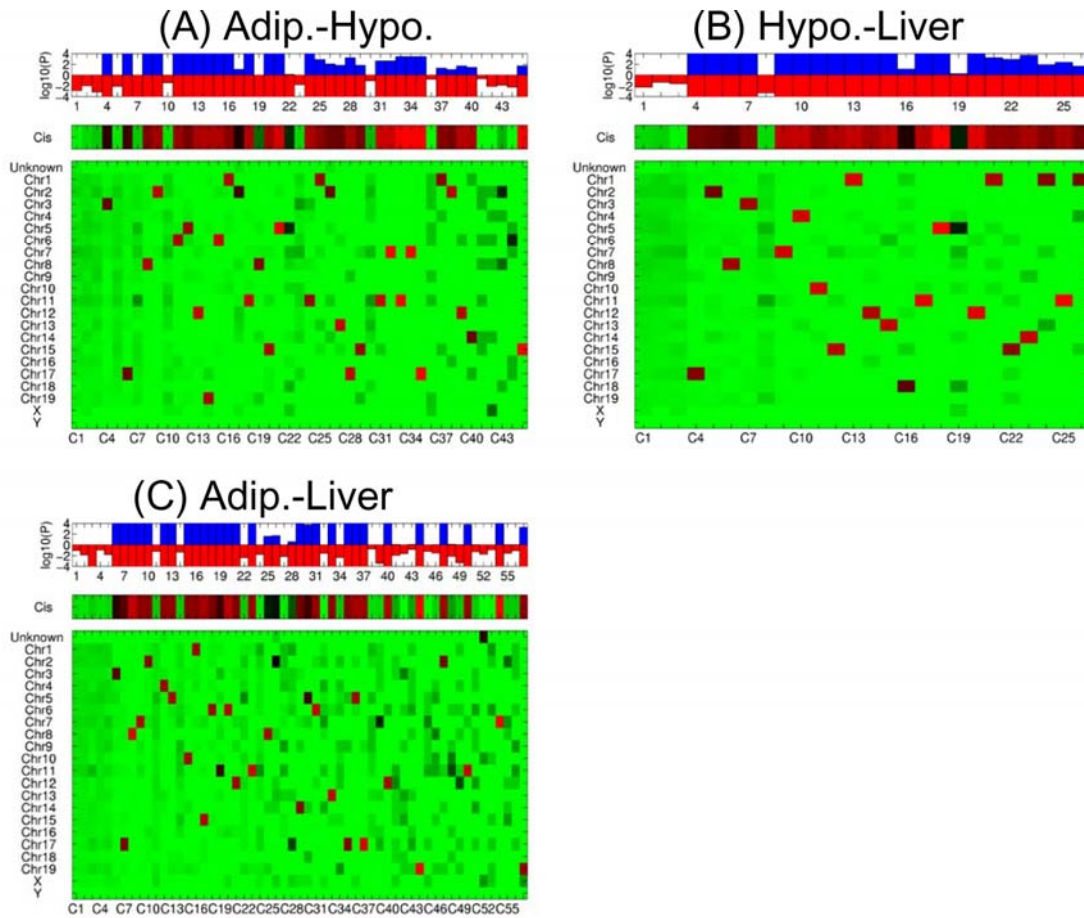 (A) Adip.-Hypo.
log10(P)
4
2
0
−2
−4
1 4 7 10 13 16 19 22 25 28 31 34 37 40 43
Cis
Unknown
Chr1
Chr2
Chr3
Chr4
Chr5
Chr6
Chr7
Chr8
Chr9
Chr10
Chr11
Chr12
Chr13
Chr14
Chr15
Chr16
Chr17
Chr18
Chr19
X
Y
C1 C4 C7 C10 C13 C16 C19 C22 C25 C28 C31 C34 C37 C40 C43
(B) Hypo.-Liver
log10(P)
4
2
0
−2
−4
1 4 7 10 13 16 19 22 25
Cis
Unknown
Chr1
Chr2
Chr3
Chr4
Chr5
Chr6
Chr7
Chr8
Chr9
Chr10
Chr11
Chr12
Chr13
Chr14
Chr15
Chr16
Chr17
Chr18
Chr19
X
Y
C1 C4 C7 C10 C13 C16 C19 C22 C25
(C) Adip.-Liver
log10(P)
4
2
0
−2
−4
1 4 7 10 13 16 19 22 25 28 31 34 37 40 43 46 49 52 55
Cis
Unknown
Chr1
Chr2
Chr3
Chr4
Chr5
Chr6
Chr7
Chr8
Chr9
Chr10
Chr11
Chr12
Chr13
Chr14
Chr15
Chr16
Chr17
Chr18
Chr19
X
Y
C1 C4 C7 C10 C13 C16 C19 C22 C25 C28 C31 C34 C37 C40 C43 C46 C49 C52 C55